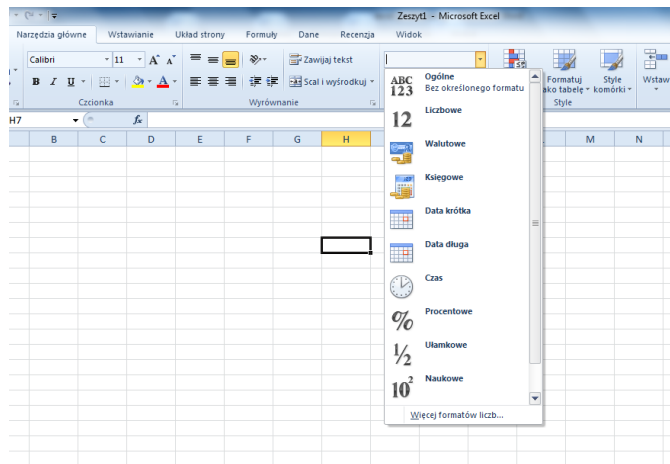 Zeszyt1 - Microsoft Excel
Narzędzia główne Wstawianie Układ strony Formuły Dane Recenzja Widok
Calibri 11 A A Zawijaj tekst
B I U A Scal i wyśrodkuj
Formatuj Style Wstaw
ako tabelę komórki
Czcionka Wyrównanie Style
H7 fx
B C D E F G H M N
ABC 123 Ogólne
Bez określonego formatu
12 Liczbowe
Walutowe
Księgowe
Data krótka
Data długa
Czas
% Procentowe
½ Ułamkowe
10² Naukowe
Więcej formatów liczb...